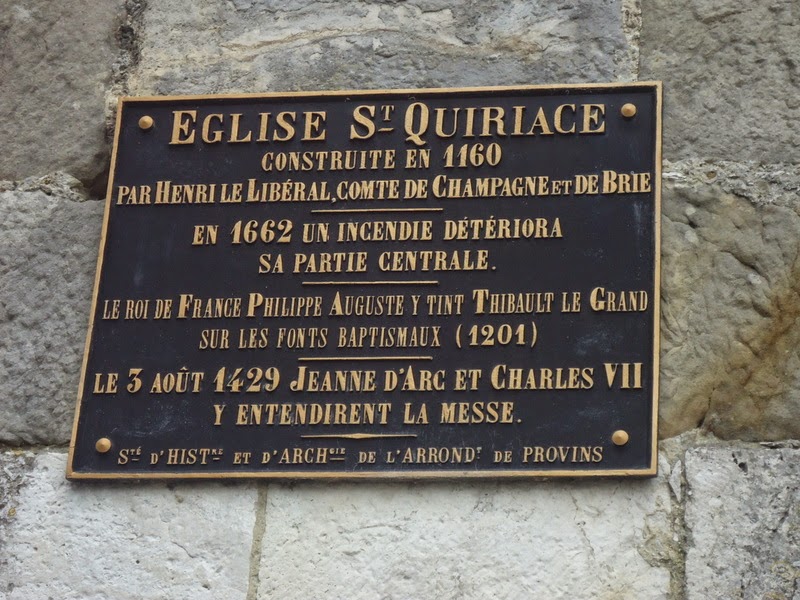 EGLISE ST QUIRIACE
CONSTRUITE EN 1160
PAR HENRI LE LIBÉRAL, COMTE DE CHAMPAGNE ET DE BRIE
EN 1662 UN INCENDIE DÉTÉRIORA
SA PARTIE CENTRALE.
LE ROI DE FRANCE PHILIPPE AUGUSTE Y TINT THIBAULT LE GRAND
SUR LES FONTS BAPTISMAUX (1201)
LE 3 AOÛT 1429 JEANNE D'ARC ET CHARLES VII
Y ENTENDIRENT LA MESSE.
STÉ D'HISTRE ET D'ARCHGIE DE L'ARRONDT DE PROVINS